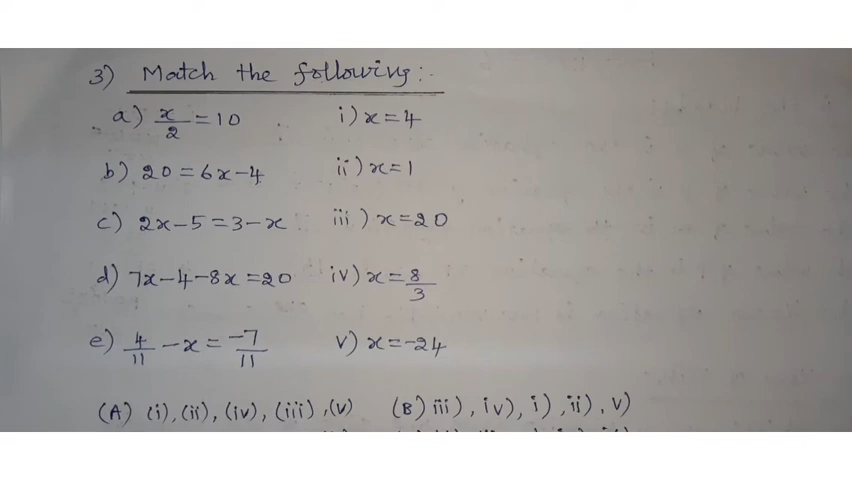 3) Match the following:-
a) x/2 = 10 i) x = 4
b) 20 = 6x - 4 ii) x = 1
c) 2x - 5 = 3 - x iii) x = 20
d) 7x - 4 - 8x = 20 iv) x = 8/3
e) 4/11 - x = -7/11 v) x = -24
(A) (i), (ii), (iv), (iii), (v) (B) iii), iv), i), ii), v)